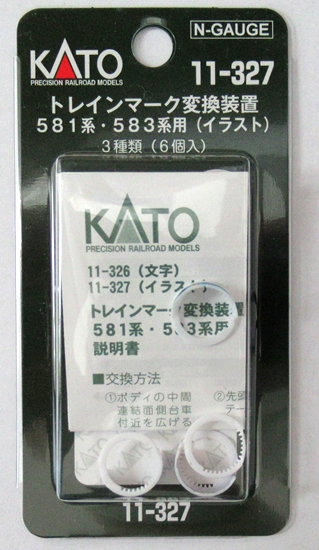 N-GAUGE
KATO
PRECISION RAILROAD MODELS
11-327
トレインマーク変換装置
581系・583系用（イラスト）
3種類（6個入）
KATO
PRECISION RAILROAD MODELS
11-326（文字）
11-327（イラスト）
トレインマーク変換装置
581系・583系用
説明書
■交換方法
①ボディの中間
連結面側台車
付近を広げる
②先頭
テー
KATO
11-327